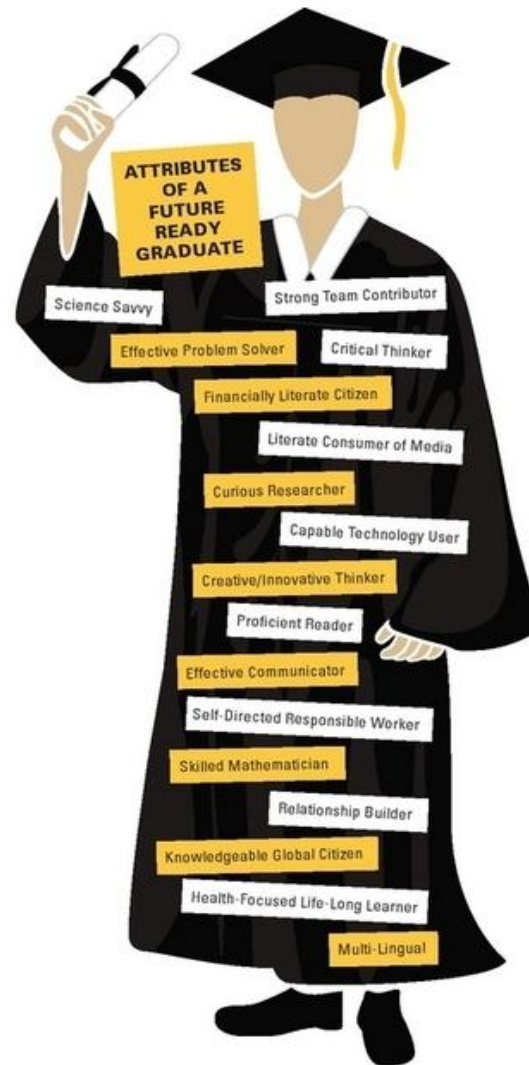 ATTRIBUTES
OF A
FUTURE
READY
GRADUATE
Science Savvy
Strong Team Contributor
Effective Problem Solver
Critical Thinker
Financially Literate Citizen
Literate Consumer of Media
Curious Researcher
Capable Technology User
Creative/Innovative Thinker
Proficient Reader
Effective Communicator
Self-Directed Responsible Worker
Skilled Mathematician
Relationship Builder
Knowledgeable Global Citizen
Health-Focused Life-Long Learner
Multi-Lingual